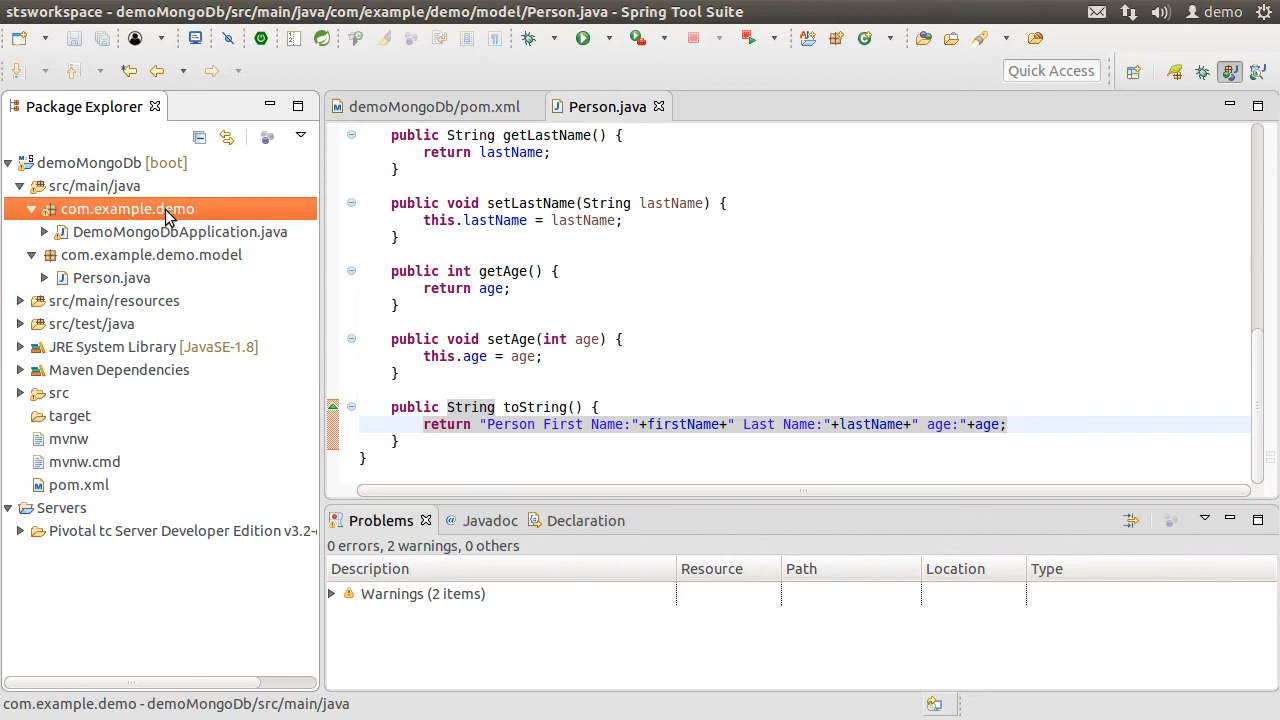 stsworkspace - demoMongoDb/src/main/java/com/example/demo/model/Person.java - Spring Tool Suite
demo
Quick Access
Package Explorer
demoMongoDb [boot]
src/main/java
com.example.demo
DemoMongoDbApplication.java
com.example.demo.model
Person.java
src/main/resources
src/test/java
JRE System Library [JavaSE-1.8]
Maven Dependencies
src
target
mvnw
mvnw.cmd
pom.xml
Servers
Pivotal tc Server Developer Edition v3.2-
demoMongoDb/pom.xml
Person.java
public String getLastName() {
return lastName;
}
public void setLastName(String lastName) {
this.lastName = lastName;
}
public int getAge() {
return age;
}
public void setAge(int age) {
this.age = age;
}
public String toString() {
return "Person First Name:"+firstName+" Last Name:"+lastName+" age:"+age;
}
}
Problems
Javadoc
Declaration
0 errors, 2 warnings, 0 others
Description Resource Path Location Type
Warnings (2 items)
com.example.demo - demoMongoDb/src/main/java